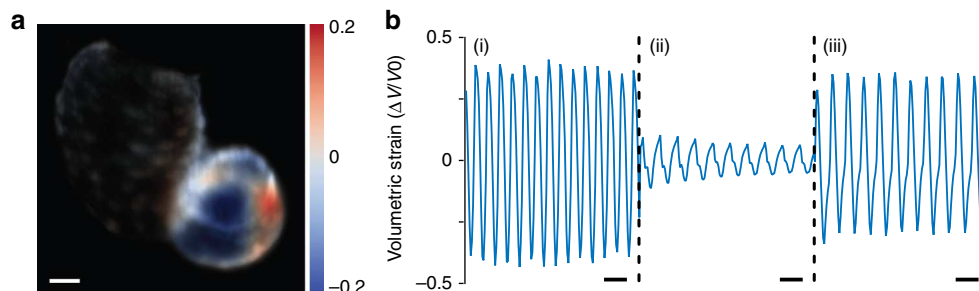 a
0.2
0
−0.2
b
Volumetric strain (ΔV/V0)
0.5
0
−0.5
(i)
(ii)
(iii)